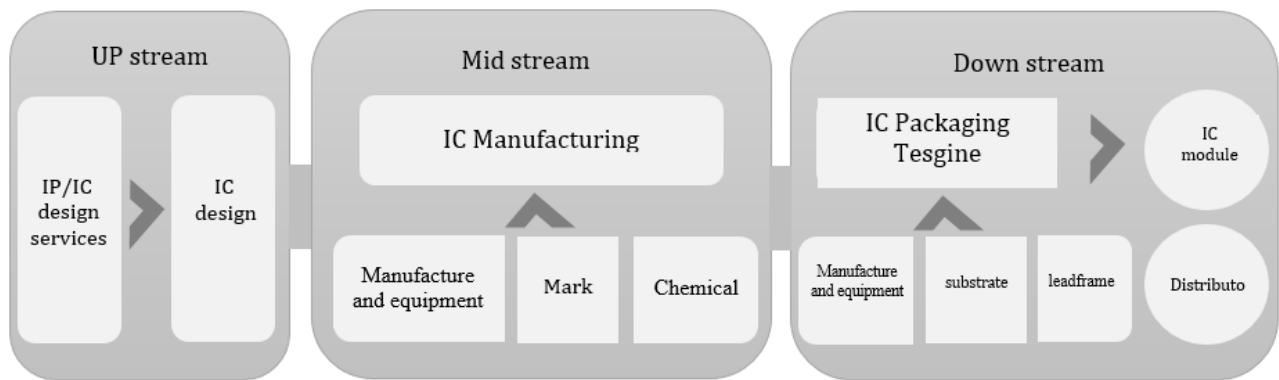 UP stream
IP/IC
design
services
IC
design
Mid stream
IC Manufacturing
Manufacture
and equipment
Mark
Chemical
Down stream
IC Packaging
Tesgine
IC
module
Manufacture
and equipment
substrate
leadframe
Distributo